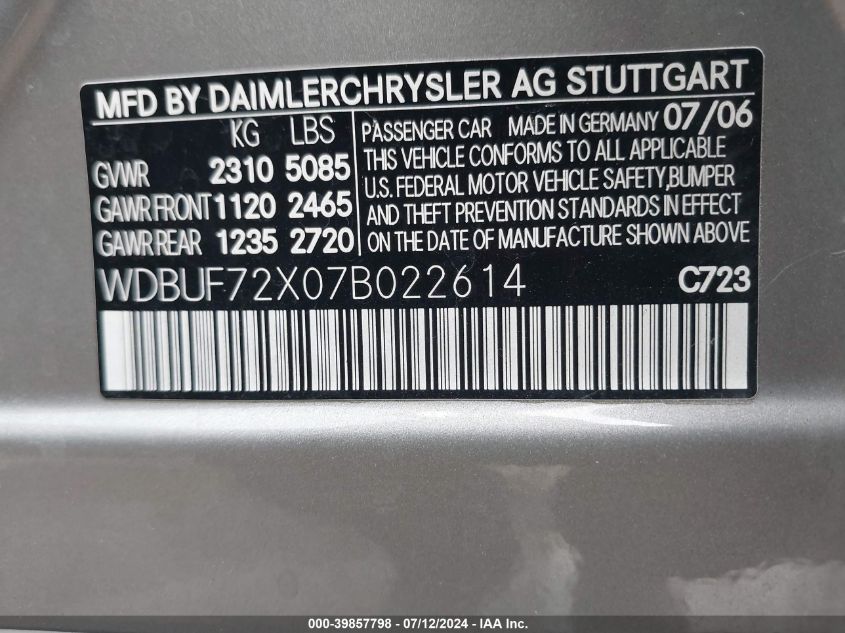 MFD BY DAIMLERCHRYSLER AG STUTTGART
KG LBS
GVWR 2310 5085
GAWR FRONT 1120 2465
GAWR REAR 1235 2720
PASSENGER CAR MADE IN GERMANY 07/06
THIS VEHICLE CONFORMS TO ALL APPLICABLE
U.S. FEDERAL MOTOR VEHICLE SAFETY, BUMPER
AND THEFT PREVENTION STANDARDS IN EFFECT
ON THE DATE OF MANUFACTURE SHOWN ABOVE
WDBUF72X07B022614 C723
000-39857798 - 07/12/2024 - IAA Inc.